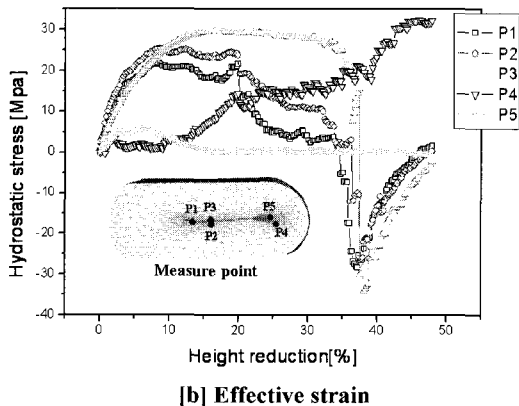 Hydrostatic stress [Mpa]
30
20
10
0
-10
-20
-30
-40
0
10
20
30
40
50
Height reduction[%]
P1
P2
P3
P4
P5
P1
P3
P2
P5
P4
Measure point
[b] Effective strain